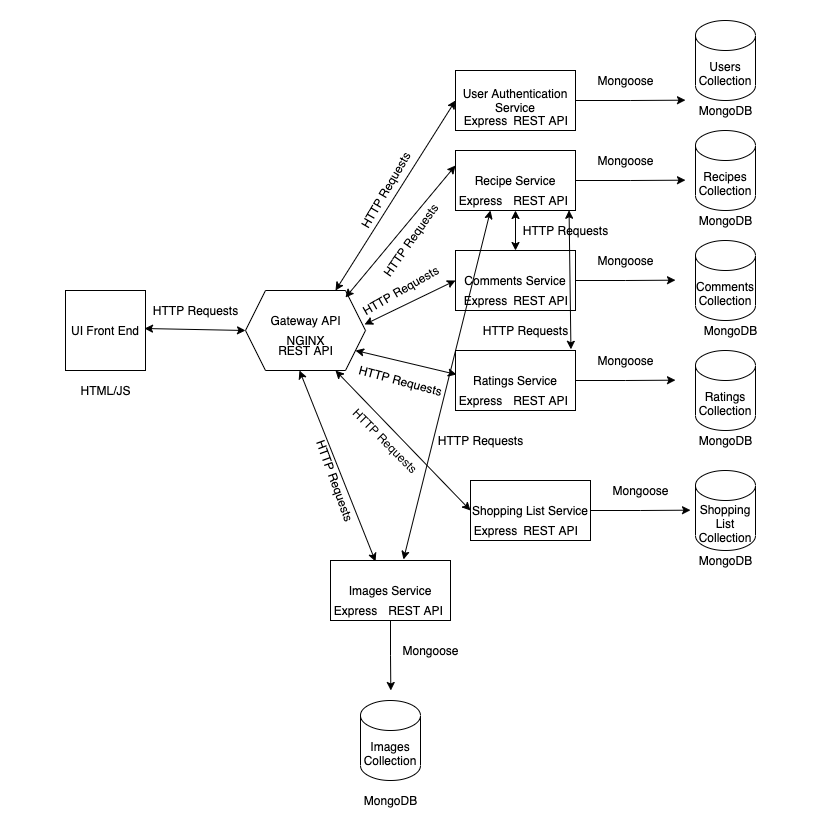 Mongoose
Users
Collection
MongoDB
User Authentication
Service
Express REST API
HTTP Requests
Mongoose
Recipes
Collection
MongoDB
Recipe Service
Express REST API
HTTP Requests
HTTP Requests
Mongoose
Comments
Collection
MongoDB
Comments Service
Express REST API
HTTP Requests
HTTP Requests
UI Front End
HTML/JS
HTTP Requests
Gateway API
NGINX
REST API
Mongoose
Ratings
Collection
MongoDB
Ratings Service
Express REST API
HTTP Requests
HTTP Requests
HTTP Requests
HTTP Requests
Mongoose
Shopping
List
Collection
MongoDB
Shopping List Service
Express REST API
HTTP Requests
Images Service
Express REST API
Mongoose
Images
Collection
MongoDB